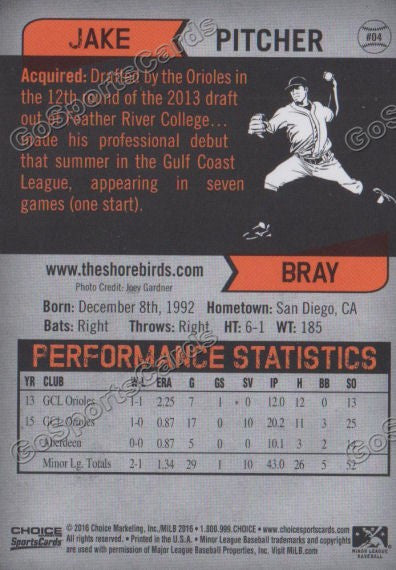 JAKE PITCHER #04
Acquired: Drafted by the Orioles in
the 12th round of the 2013 draft
out of Feather River College...
made his professional debut
that summer in the Gulf Coast
League, appearing in seven
games (one start).
www.theshorebirds.com
Photo Credit: Joey Gardner
BRAY
Born: December 8th, 1992 Hometown: San Diego, CA
Bats: Right Throws: Right HT: 6-1 WT: 185
PERFORMANCE STATISTICS
YR CLUB W-L ERA G GS SV IP H BB SO
13 GCL Orioles 1-1 2.25 7 1 0 12.0 12 0 13
15 GCL Orioles 1-0 0.87 17 0 10 20.2 11 3 25
Aberdeen 0-0 0.87 5 0 0 10.1 3 2
Minor Lg. Totals 2-1 1.34 29 1 10 43.0 26 5 52
CHOICE
SportsCards
© 2016 Choice Marketing, Inc./MiLB 2016 • 1.800.999.CHOICE • www.choicesportscards.com
All rights reserved. Printed in the U.S.A. • Minor League Baseball trademarks and copyrights
are used with permission of Major League Baseball Properties, Inc. Visit MiLB.com
MINOR LEAGUE
BASEBALL
GoSportsCards
GoSportsCards
GoSportsCards
GoSportsCards
GoSportsCards